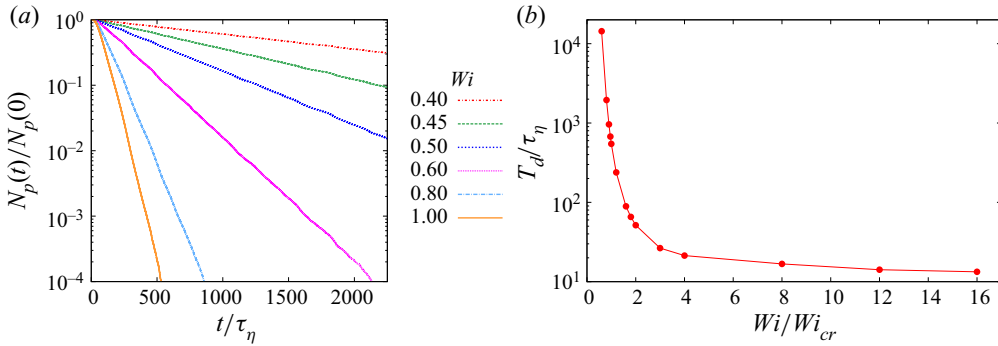 (a)
10^0
10^-1
10^-2
10^-3
10^-4
N_p(t)/N_p(0)
0 500 1000 1500 2000
t/τ_η
Wi
0.40
0.45
0.50
0.60
0.80
1.00
(b)
10^4
10^3
10^2
10^1
T_d/τ_η
0 2 4 6 8 10 12 14 16
Wi/Wi_cr